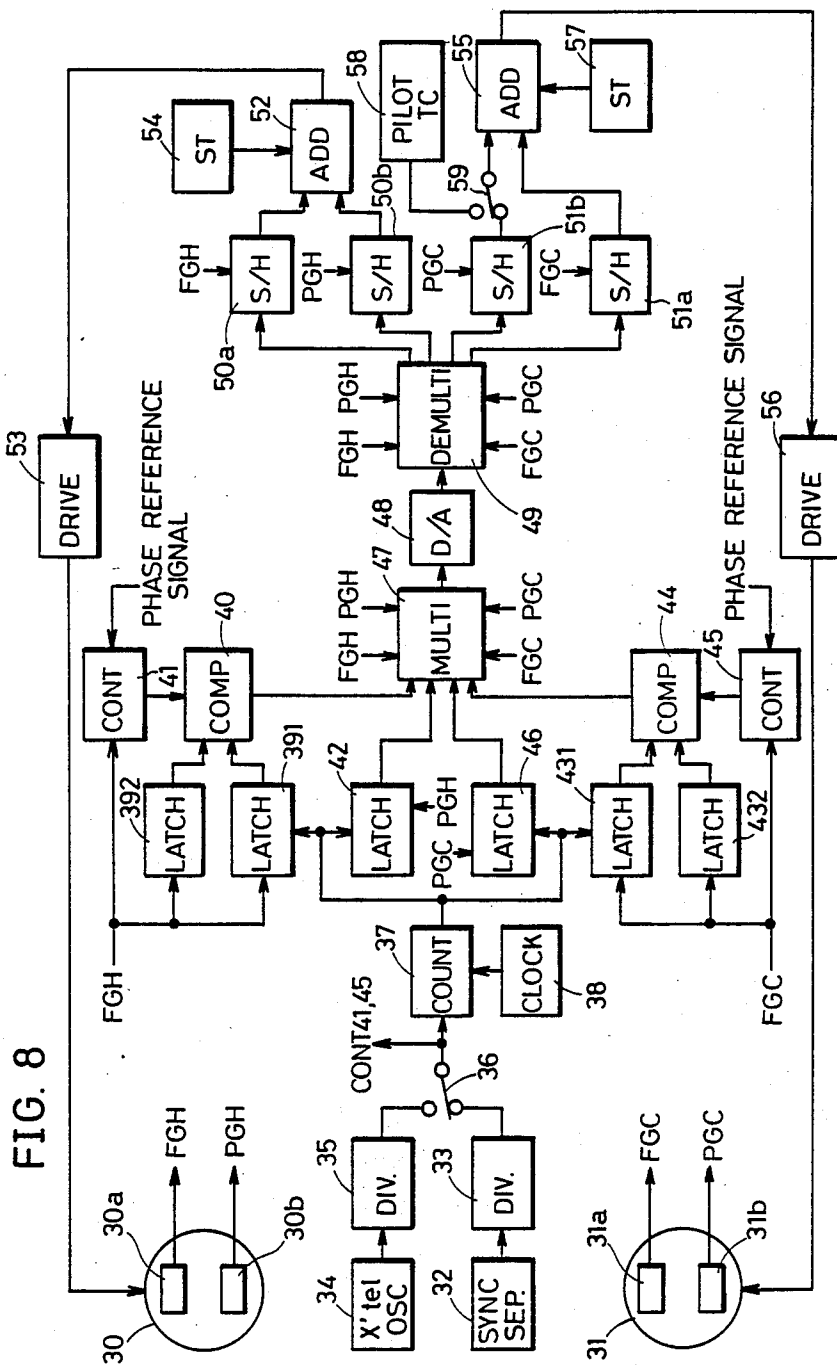 FIG. 8
30
30a
30b
FGH
PGH
31
31a
31b
FGC
PGC
34
X'tel
OSC
35
DIV.
32
SYNC
SEP.
33
DIV.
36
CONT41,45
37
COUNT
38
CLOCK
FGH
392
LATCH
391
LATCH
42
LATCH
PGH
PGC
46
LATCH
431
LATCH
432
LATCH
FGC
41
CONT
PHASE REFERENCE
SIGNAL
40
COMP
44
COMP
45
CONT
PHASE REFERENCE SIGNAL
53
DRIVE
56
DRIVE
47
MULTI
FGH
PGH
FGC
PGC
48
D/A
49
DEMULTI
FGH
PGH
FGC
PGC
50a
S/H
FGH
50b
S/H
PGH
51b
S/H
PGC
51a
S/H
FGC
54
ST
52
ADD
58
PILOT
TC
59
55
ADD
57
ST